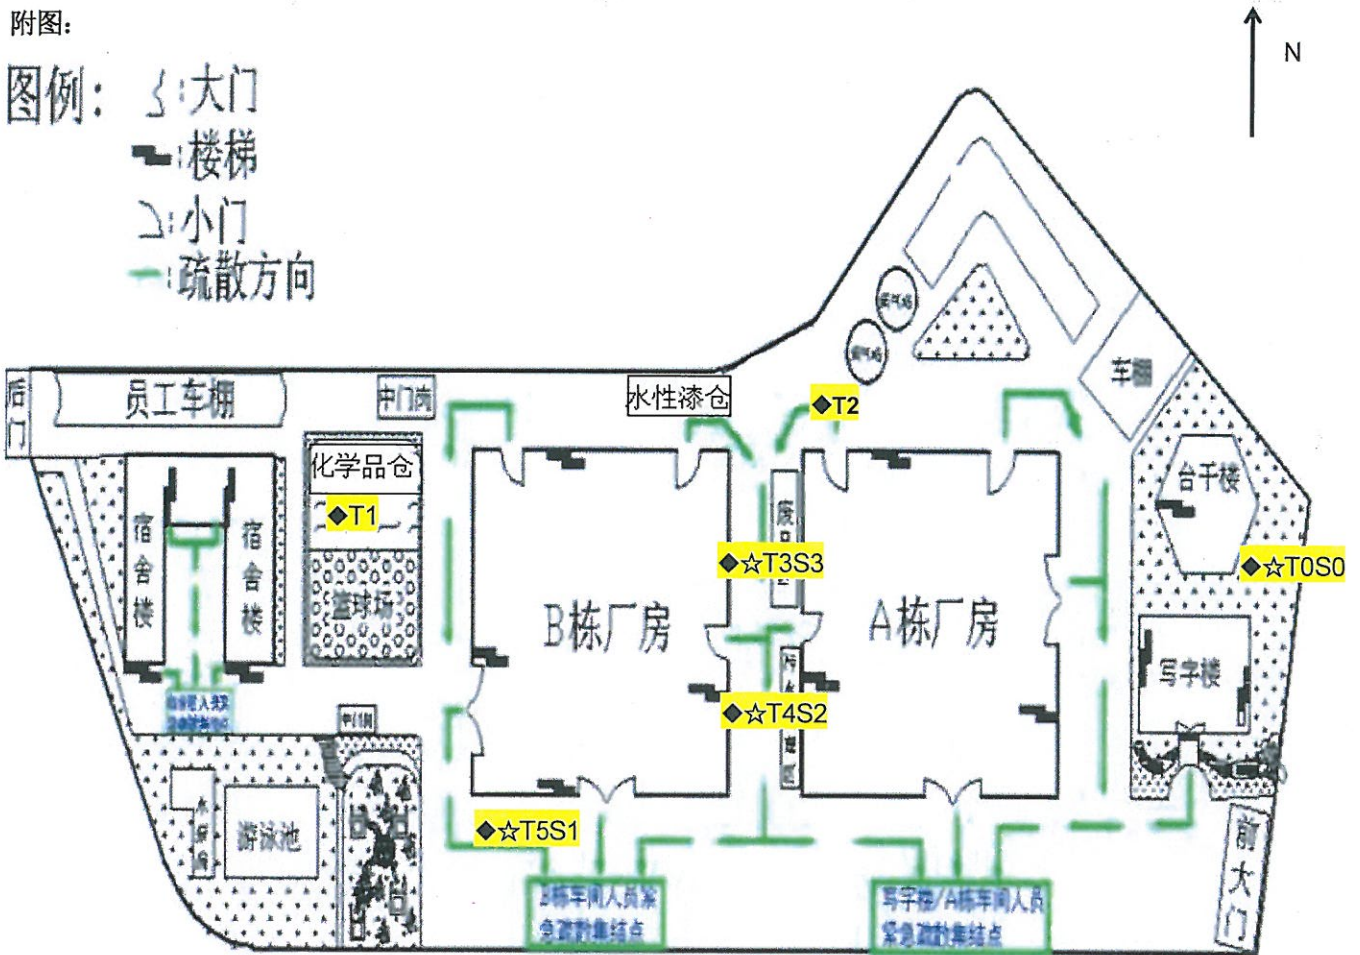 附图：
N
图例：
：大门
：楼梯
：小门
：疏散方向
后门
员工车棚
中门岗
水性漆仓
车棚
◆T2
化学品仓
◆T1
宿舍楼
宿舍楼
篮球场
B栋厂房
A栋厂房
◆☆T3S3
台干楼
◆☆T0S0
写字楼
◆☆T4S2
◆☆T5S1
游泳池
B栋车间人员紧
急疏散集结点
写字楼/A栋车间人员
紧急疏散集结点
前大门